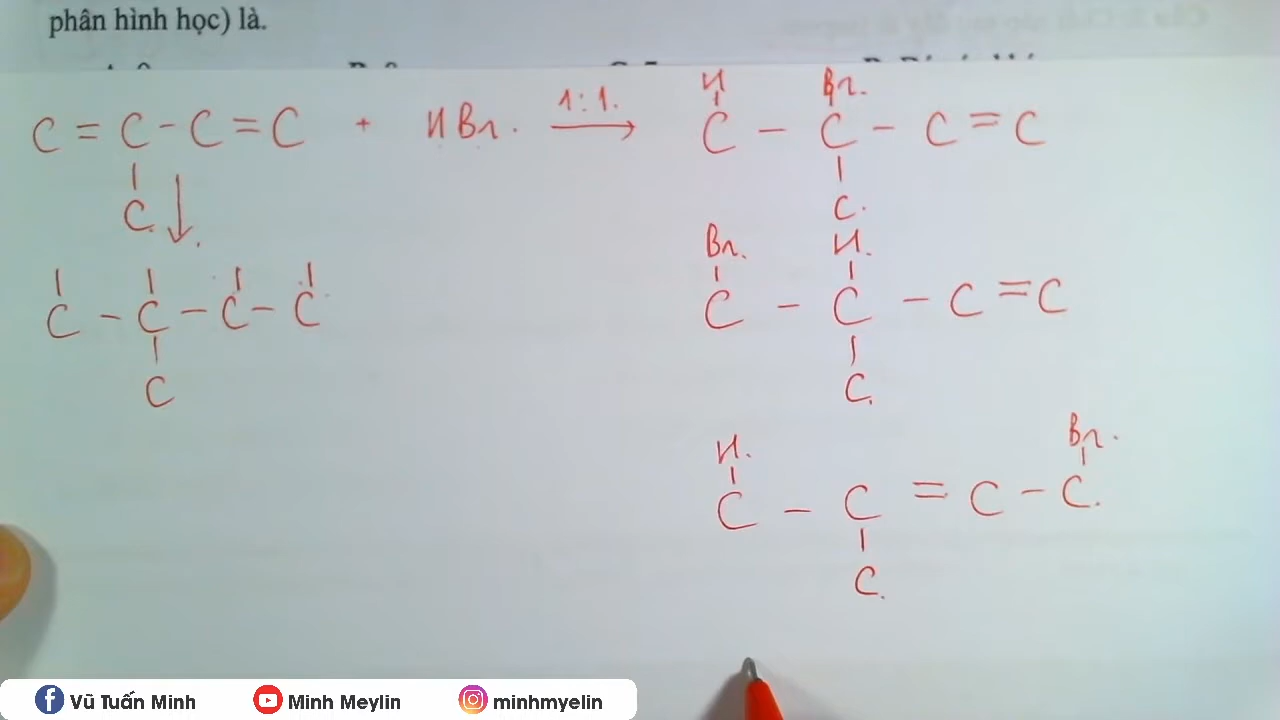 phân hình học) là.
C = C - C = C + HBr. 1:1. → C - C - C = C
H Br.
C. C.
C - C - C - C
C
Br. H.
C - C - C = C
C.
H. Br.
C - C = C - C.
C.
Vũ Tuấn Minh Minh Meylin minhmyelin